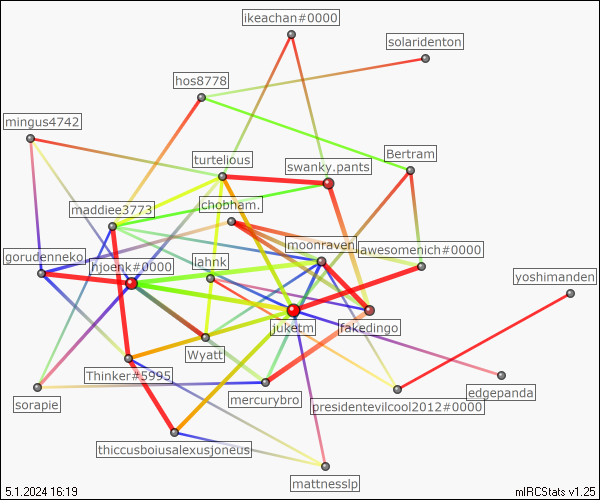 ikeachan#0000
solaridenton
hos8778
mingus4742
Bertram
turtelious
swanky.pants
chobham.
maddiee3773
moonraven
awesomenich#0000
gorudenneko
hjoenk#0000
lahnk
yoshimanden
juketm
fakedingo
Wyatt
Thinker#5995
edgepanda
sorapie
mercurybro
presidentevilcool2012#0000
thiccusboiusalexusjoneus
mattnesslp
5.1.2024 16:19
mIRCStats v1.25